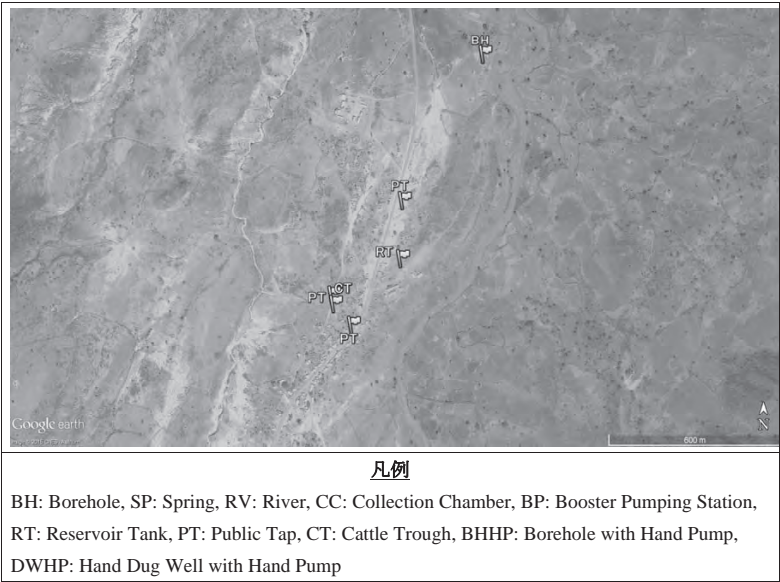 BH
PT
RT
CT
PT
PT
Google earth
N
600 m
凡例
BH: Borehole, SP: Spring, RV: River, CC: Collection Chamber, BP: Booster Pumping Station,
RT: Reservoir Tank, PT: Public Tap, CT: Cattle Trough, BHHP: Borehole with Hand Pump,
DWHP: Hand Dug Well with Hand Pump